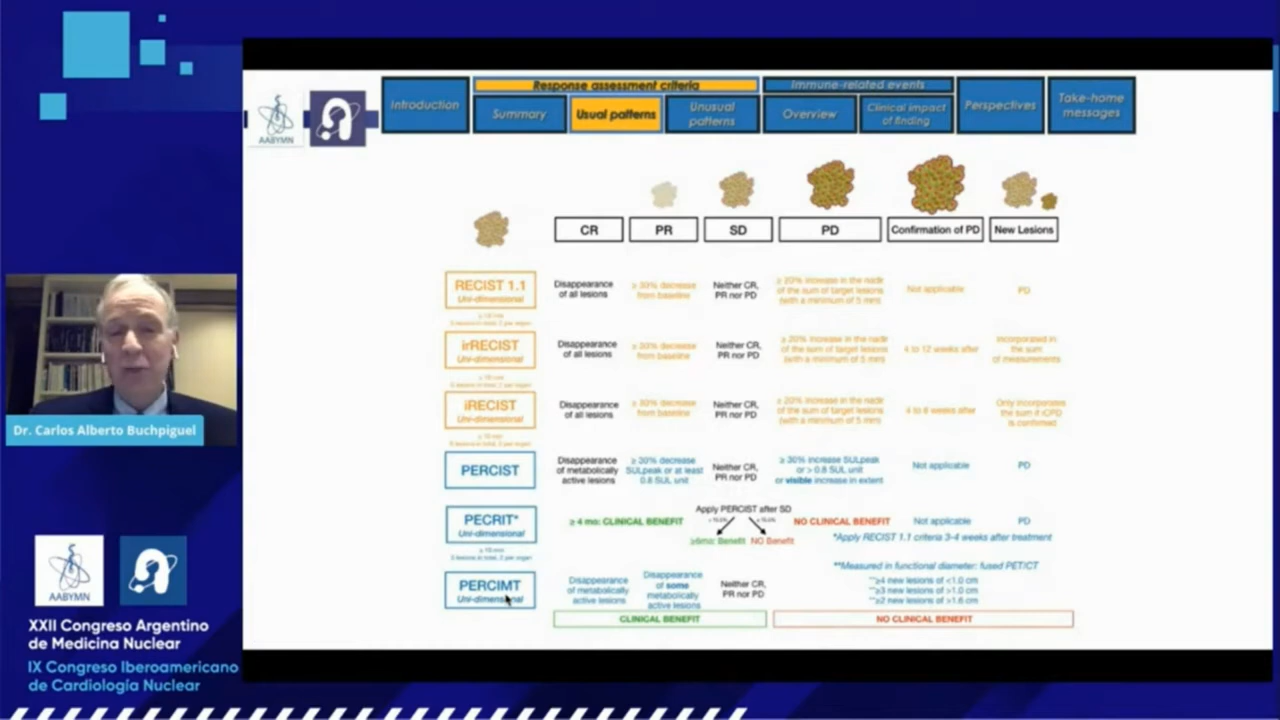 Introduction
Response assessment criteria
Summary
Usual patterns
Unusual
patterns
Immune-related events
Overview
Clinical impact
of finding
Perspectives
Take-home
messages
AABYMN
CR
PR
SD
PD
Confirmation of PD
New Lesions
RECIST 1.1
Uni-dimensional
Disappearance
of all lesions
≥ 30% decrease
from baseline
Neither CR,
PR nor PD
≥ 20% increase in the nadir
of the sum of target lesions
(with a minimum of 5 mm)
Not applicable
PD
irRECIST
Uni-dimensional
Disappearance
of all lesions
≥ 30% decrease
from baseline
Neither CR,
PR nor PD
≥ 20% increase in the nadir
of the sum of target lesions
(with a minimum of 5 mm)
4 to 12 weeks after
Incorporated in
the sum
of measurements
iRECIST
Uni-dimensional
Disappearance
of all lesions
≥ 30% decrease
from baseline
Neither CR,
PR nor PD
≥ 20% increase in the nadir
of the sum of target lesions
(with a minimum of 5 mm)
4 to 8 weeks after
Only incorporates
the sum if iCPD
is confirmed
PERCIST
Disappearance
of metabolically
active lesions
≥ 30% decrease
SULpeak or at least
0.8 SUL unit
Neither CR,
PR nor PD
≥ 30% increase SULpeak
or > 0.8 SUL unit
or visible increase in extent
Not applicable
PD
PECRIT*
Uni-dimensional
≥ 4 mo: CLINICAL BENEFIT
Apply PERCIST after SD
≥6mo: Benefit
NO Benefit
NO CLINICAL BENEFIT
Not applicable
PD
*Apply RECIST 1.1 criteria 3-4 weeks after treatment
PERCIMT
Uni-dimensional
Disappearance
of metabolically
active lesions
Disappearance
of some
metabolically
active lesions
Neither CR,
PR nor PD
**Measured in functional diameter: fused PET/CT
**≥4 new lesions of <1.0 cm
**≥3 new lesions of >1.0 cm
**≥2 new lesions of >1.6 cm
CLINICAL BENEFIT
NO CLINICAL BENEFIT
Dr. Carlos Alberto Buchpiguel
AABYMN
XXII Congreso Argentino
de Medicina Nuclear
IX Congreso Iberoamericano
de Cardiología Nuclear